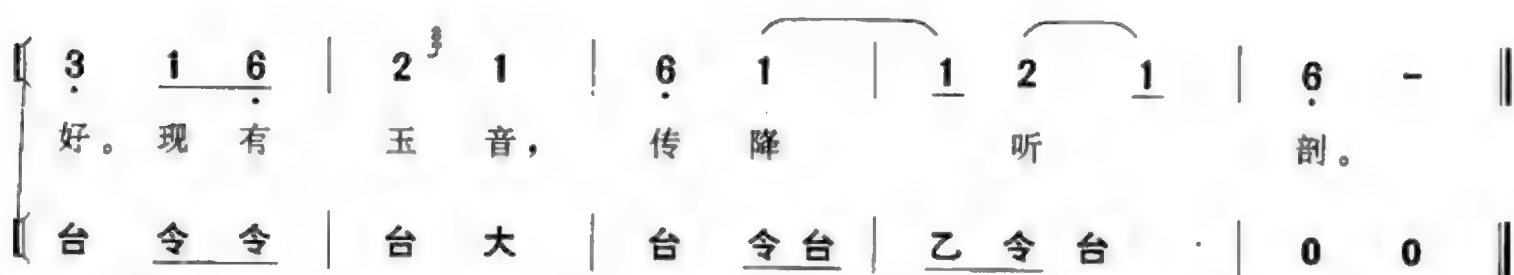 3 1 6 | 2 3 1 | 6 1 | 1 2 1 | 6 - ‖
好。现有 玉音，传降 听 剖。
台 令令 | 台 大 | 台 令台 | 乙令台 | 0 0 ‖